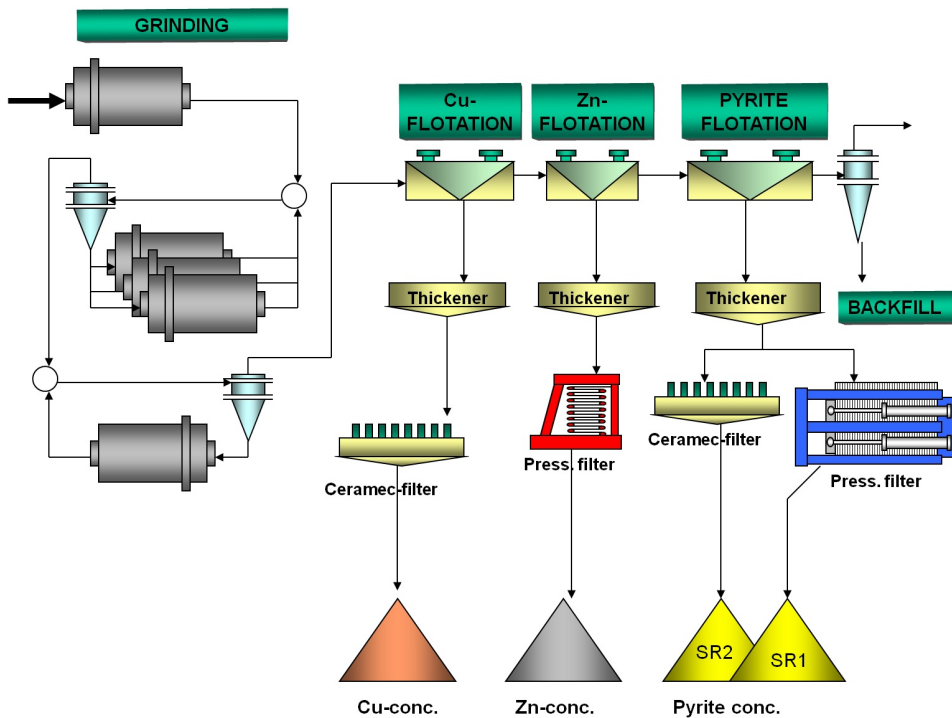 GRINDING
Cu-
FLOTATION
Zn-
FLOTATION
PYRITE
FLOTATION
Thickener
Thickener
Thickener
BACKFILL
Ceramec-filter
Press. filter
Ceramec-filter
Press. filter
SR2
SR1
Cu-conc.
Zn-conc.
Pyrite conc.